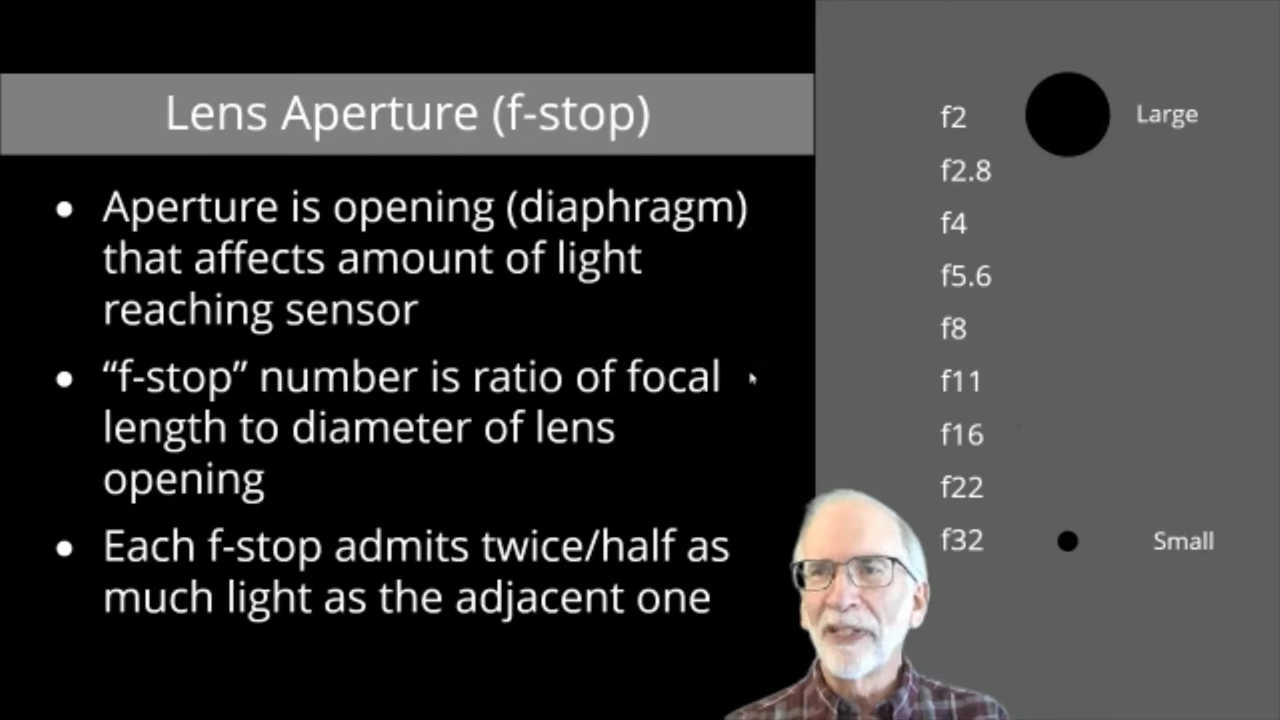 Lens Aperture (f-stop)
• Aperture is opening (diaphragm)
that affects amount of light
reaching sensor
• “f-stop” number is ratio of focal
length to diameter of lens
opening
• Each f-stop admits twice/half as
much light as the adjacent one
f2 Large
f2.8
f4
f5.6
f8
f11
f16
f22
f32 Small